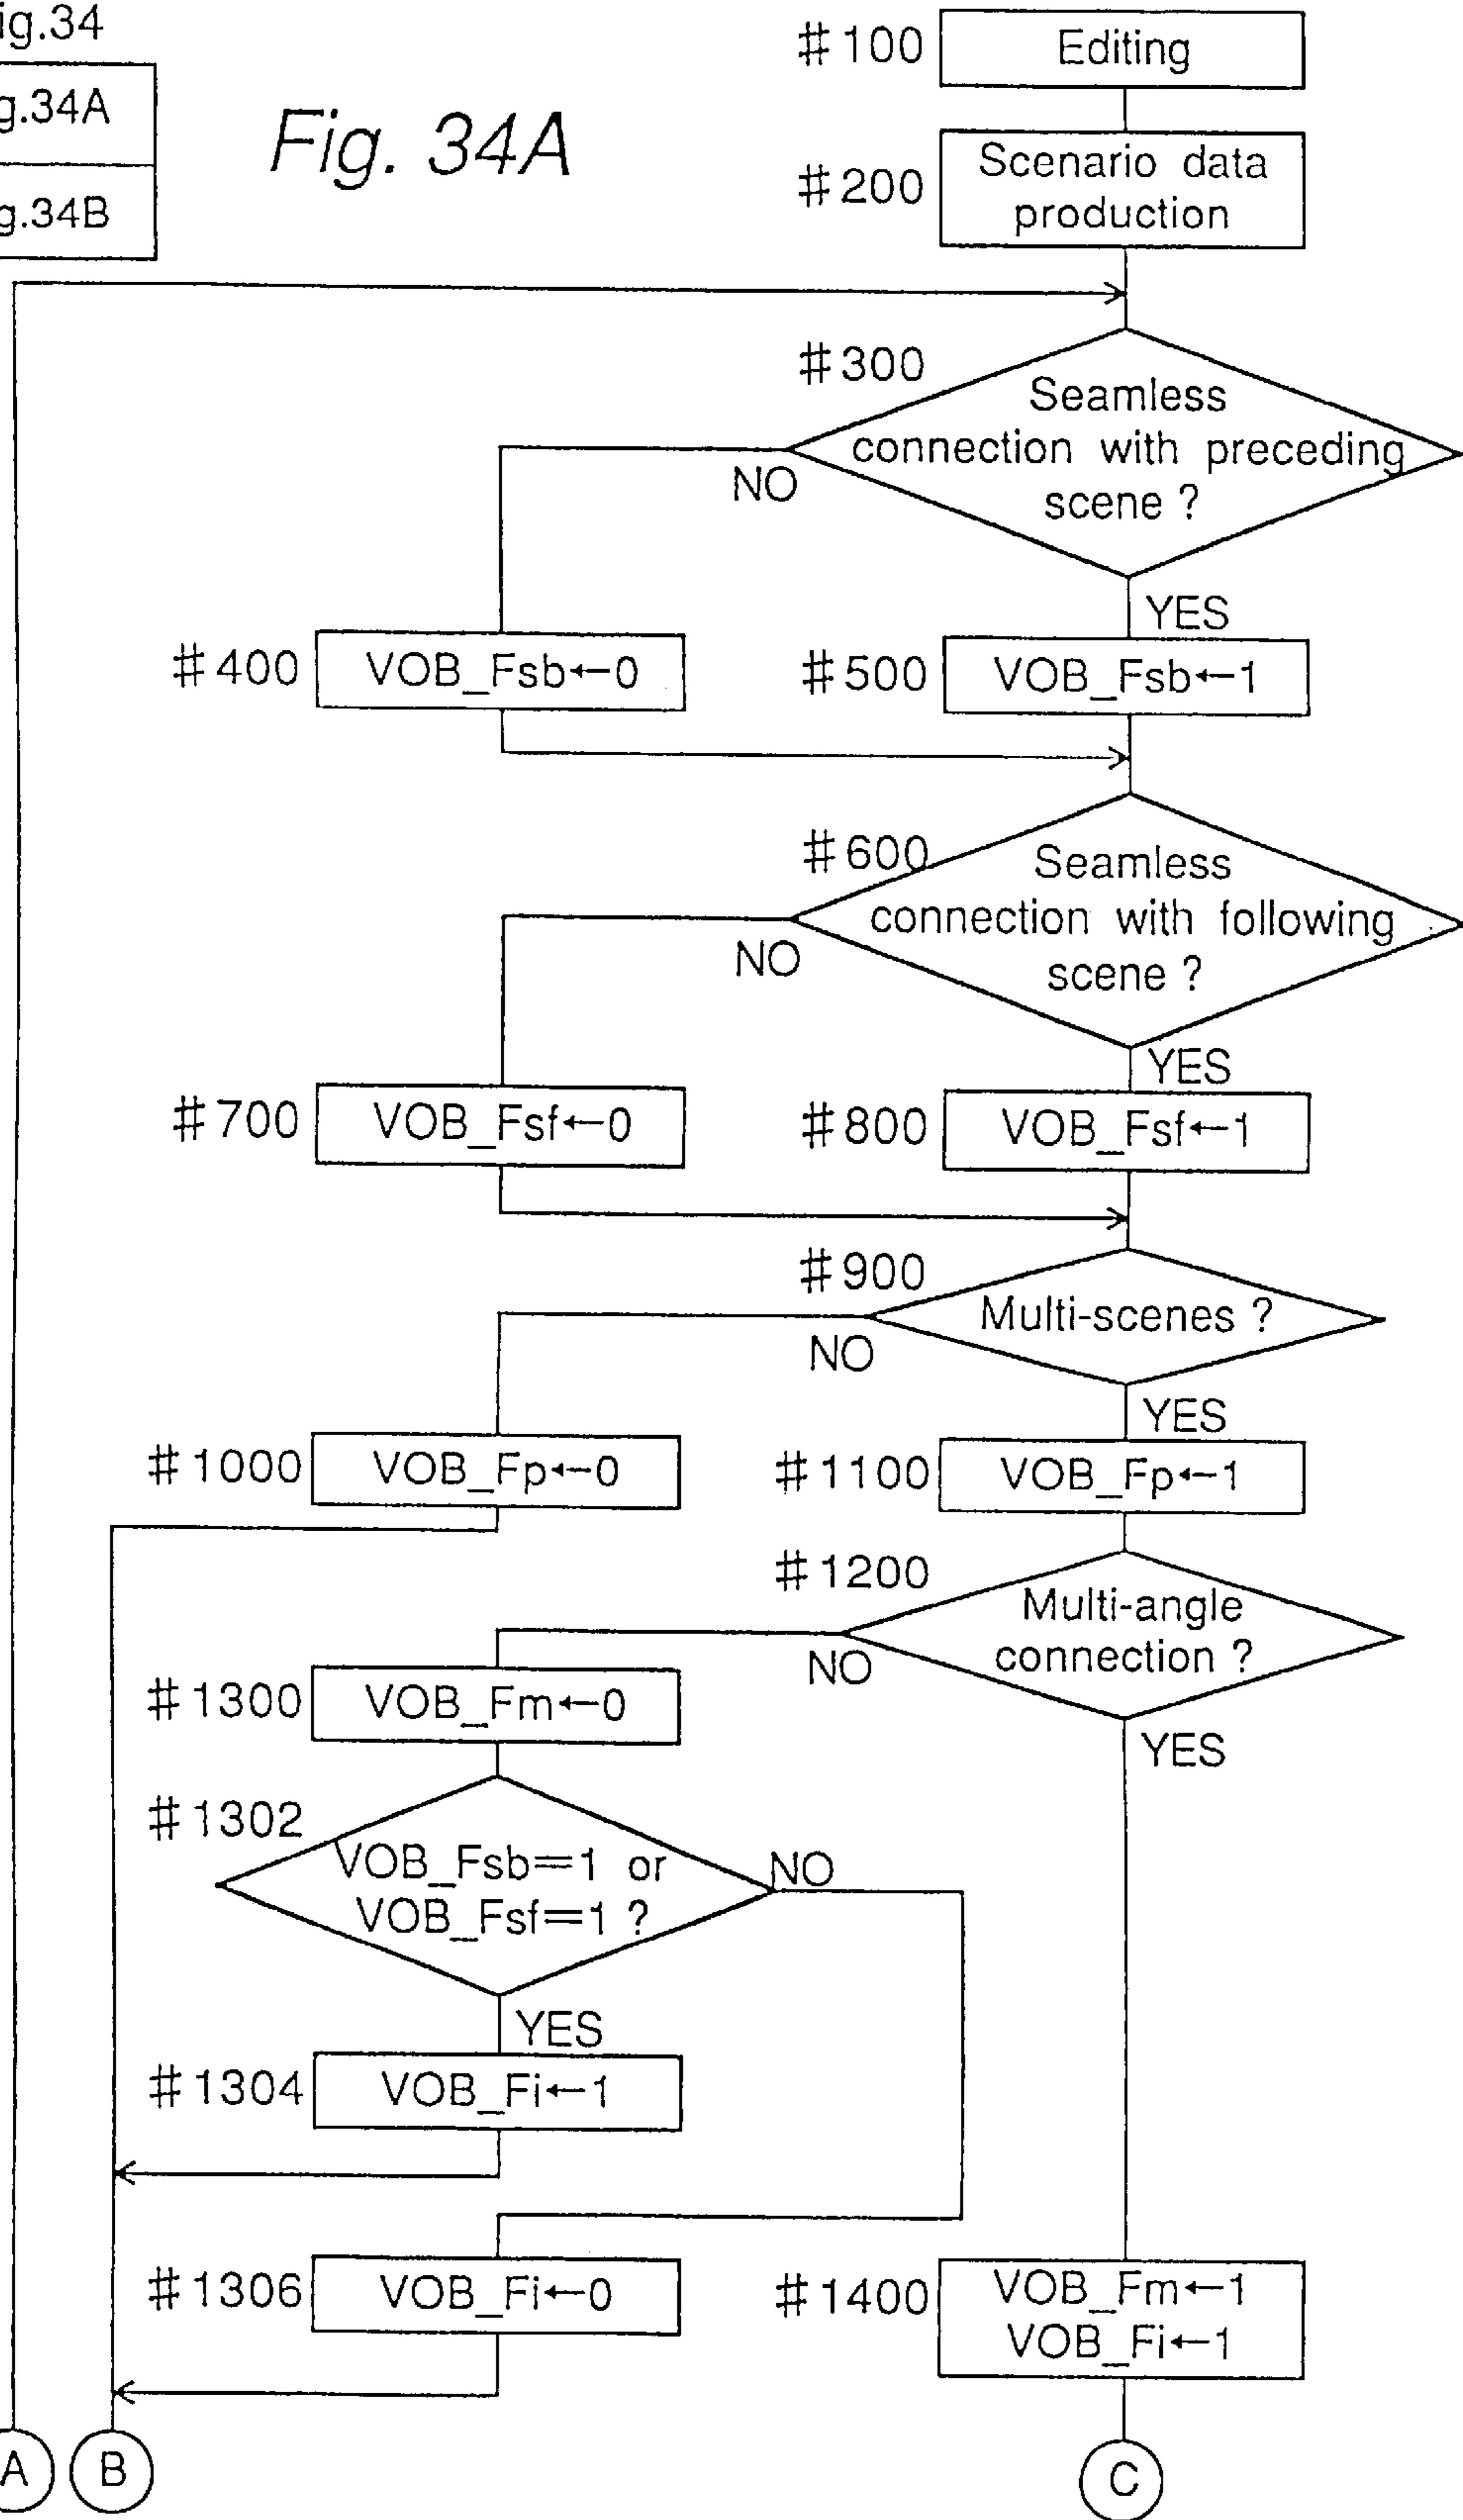 ig.34
g.34A
g.34B
Fig. 34A
#100
Editing
#200
Scenario data
production
#300
Seamless
connection with preceding
scene ?
NO
YES
#400
VOB_Fsb←0
#500
VOB_Fsb←1
#600
Seamless
connection with following
scene ?
NO
YES
#700
VOB_Fsf←0
#800
VOB_Fsf←1
#900
Multi-scenes ?
NO
YES
#1000
VOB_Fp←0
#1100
VOB_Fp←1
#1200
Multi-angle
connection ?
NO
YES
#1300
VOB_Fm←0
#1302
VOB_Fsb=1 or
VOB_Fsf=1 ?
NO
YES
#1304
VOB_Fi←1
#1306
VOB_Fi←0
#1400
VOB_Fm←1
VOB_Fi←1
A
B
C